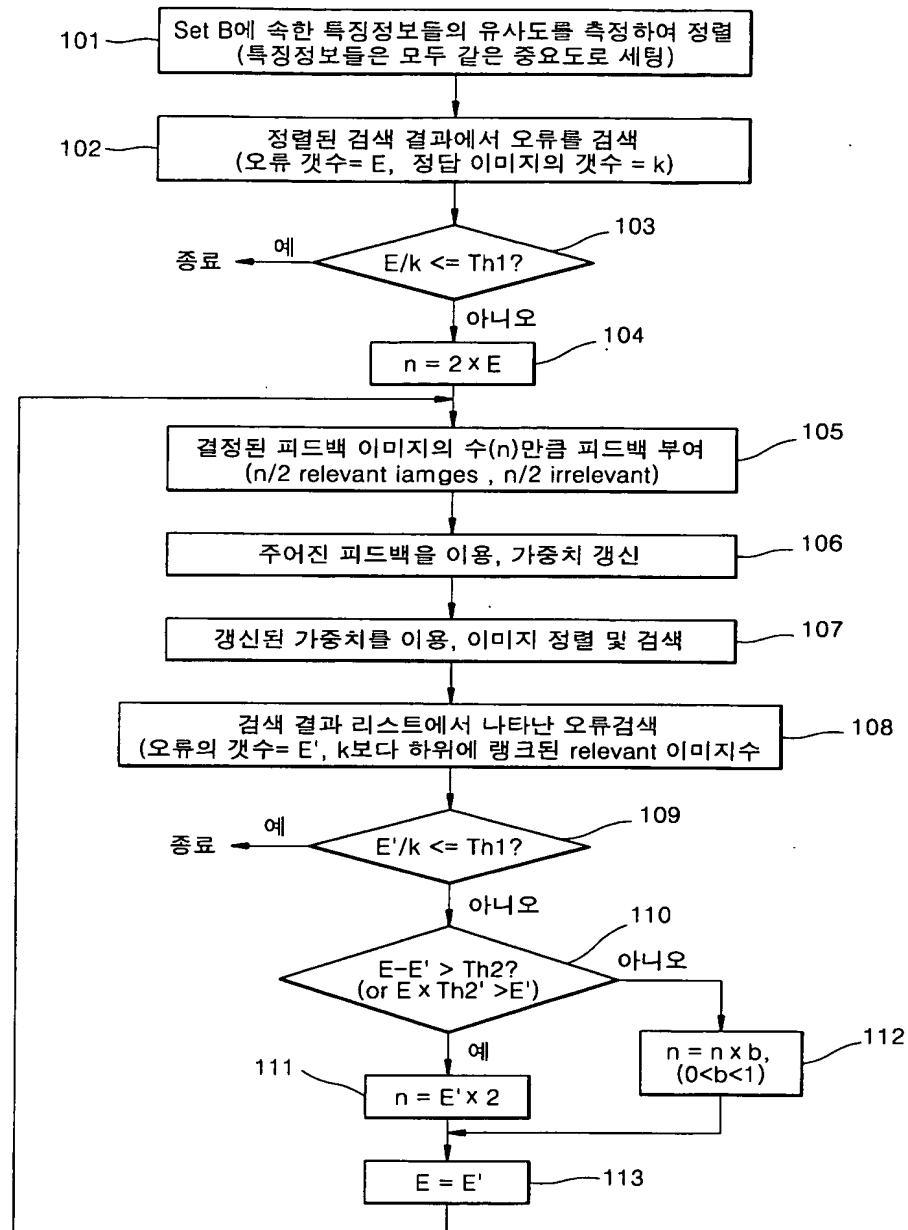 101
Set B에 속한 특징정보들의 유사도를 측정하여 정렬
(특징정보들은 모두 같은 중요도로 세팅)
102
정렬된 검색 결과에서 오류를 검색
(오류 갯수= E, 정답 이미지의 갯수 = k)
103
E/k <= Th1?
예
종료
아니오
104
n = 2 x E
105
결정된 피드백 이미지의 수(n)만큼 피드백 부여
(n/2 relevant iamges , n/2 irrelevant)
106
주어진 피드백을 이용, 가중치 갱신
107
갱신된 가중치를 이용, 이미지 정렬 및 검색
108
검색 결과 리스트에서 나타난 오류검색
(오류의 갯수= E', k보다 하위에 랭크된 relevant 이미지수
109
E'/k <= Th1?
예
종료
아니오
110
E-E' > Th2?
(or E x Th2' >E')
아니오
예
112
n = n x b,
(0<b<1)
111
n = E' x 2
113
E = E'